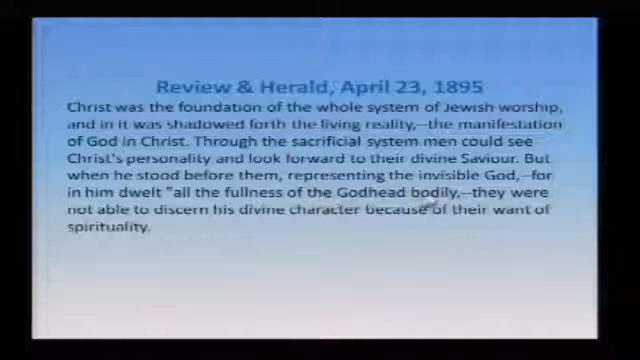 Review & Herald, April 23, 1895
Christ was the foundation of the whole system of Jewish worship,
and in it was shadowed forth the living reality,--the manifestation
of God in Christ. Through the sacrificial system men could see
Christ's personality and look forward to their divine Saviour. But
when he stood before them, representing the invisible God,--for
in him dwelt "all the fullness of the Godhead bodily,--they were
not able to discern his divine character because of their want of
spirituality.